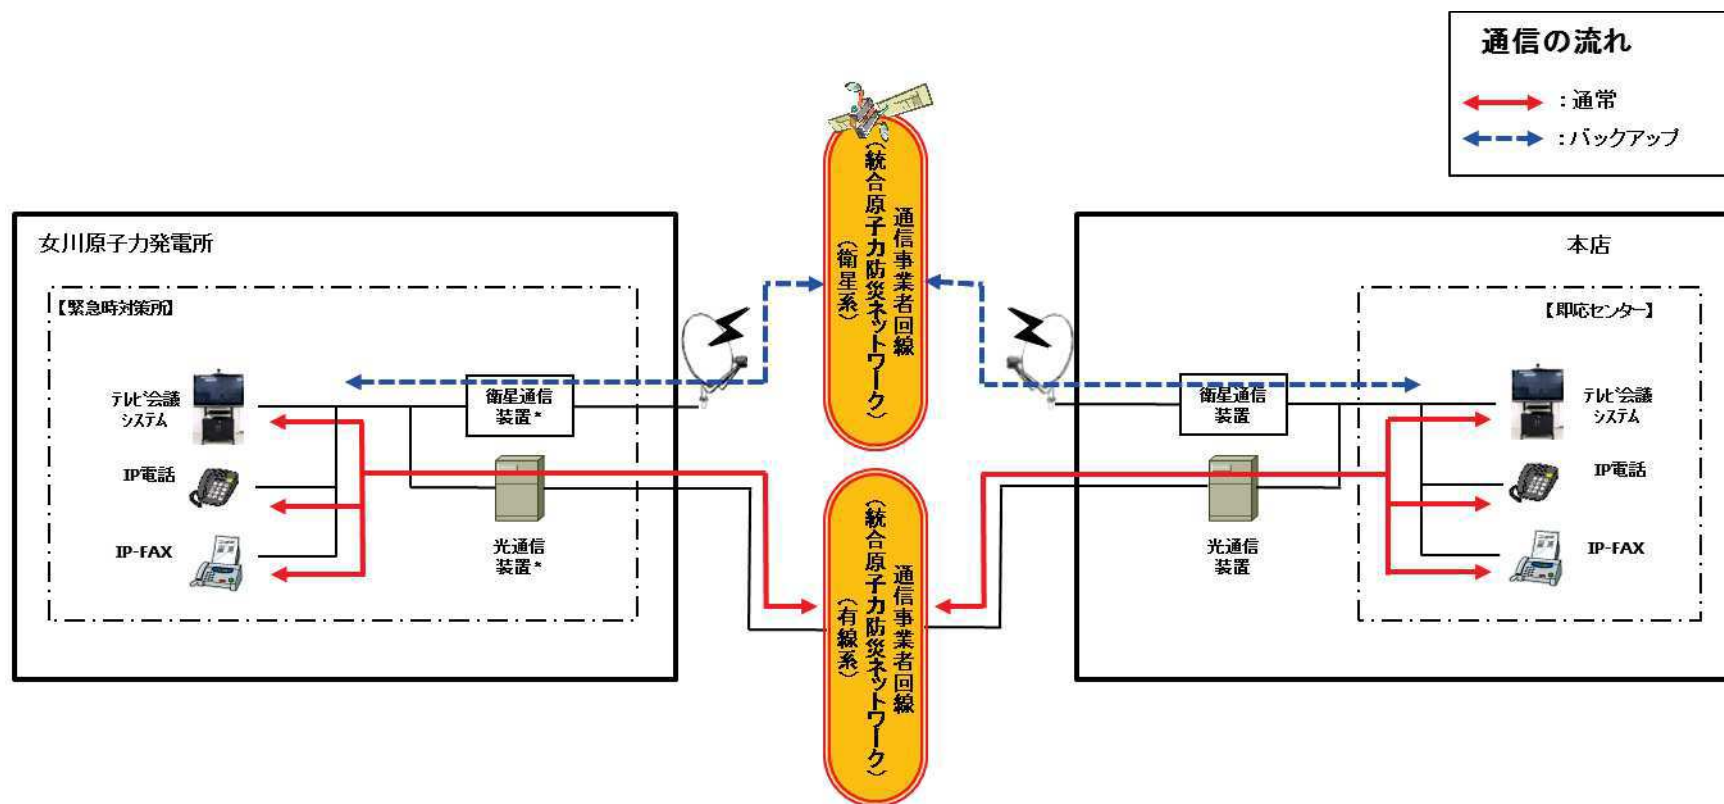 通信の流れ
：通常
：バックアップ
通信事業者回線
（統合原子力防災ネットワーク）
（衛星系）
女川原子力発電所
【緊急時対策所】
テレビ会議
システム
IP電話
IP-FAX
衛星通信
装置*
光通信
装置*
通信事業者回線
（統合原子力防災ネットワーク）
（有線系）
本店
【即応センター】
衛星通信
装置
光通信
装置
テレビ会議
システム
IP電話
IP-FAX